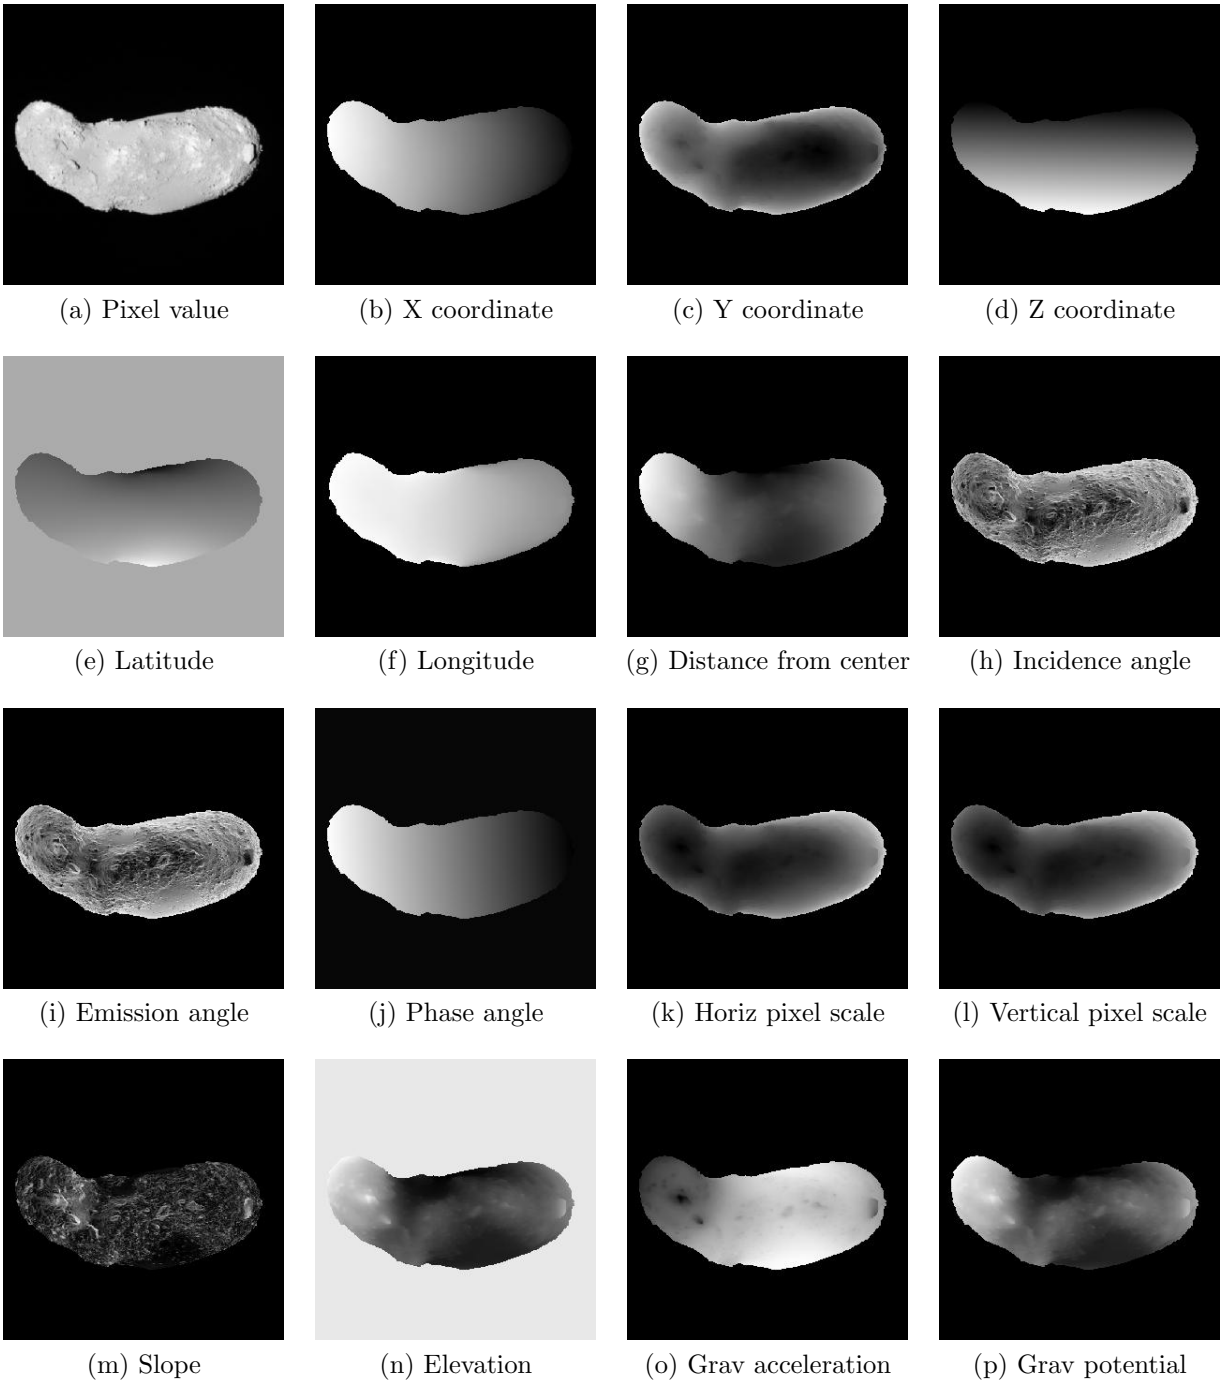 (a) Pixel value
(b) X coordinate
(c) Y coordinate
(d) Z coordinate
(e) Latitude
(f) Longitude
(g) Distance from center
(h) Incidence angle
(i) Emission angle
(j) Phase angle
(k) Horiz pixel scale
(l) Vertical pixel scale
(m) Slope
(n) Elevation
(o) Grav acceleration
(p) Grav potential